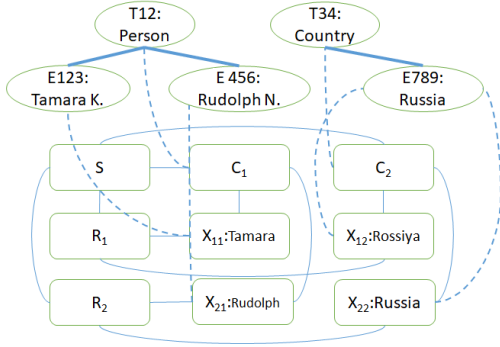 T12:
Person
T34:
Country
E123:
Tamara K.
E 456:
Rudolph N.
E789:
Russia
S
C₁
C₂
R₁
X₁₁:Tamara
X₁₂:Rossiya
R₂
X₂₁:Rudolph
X₂₂:Russia